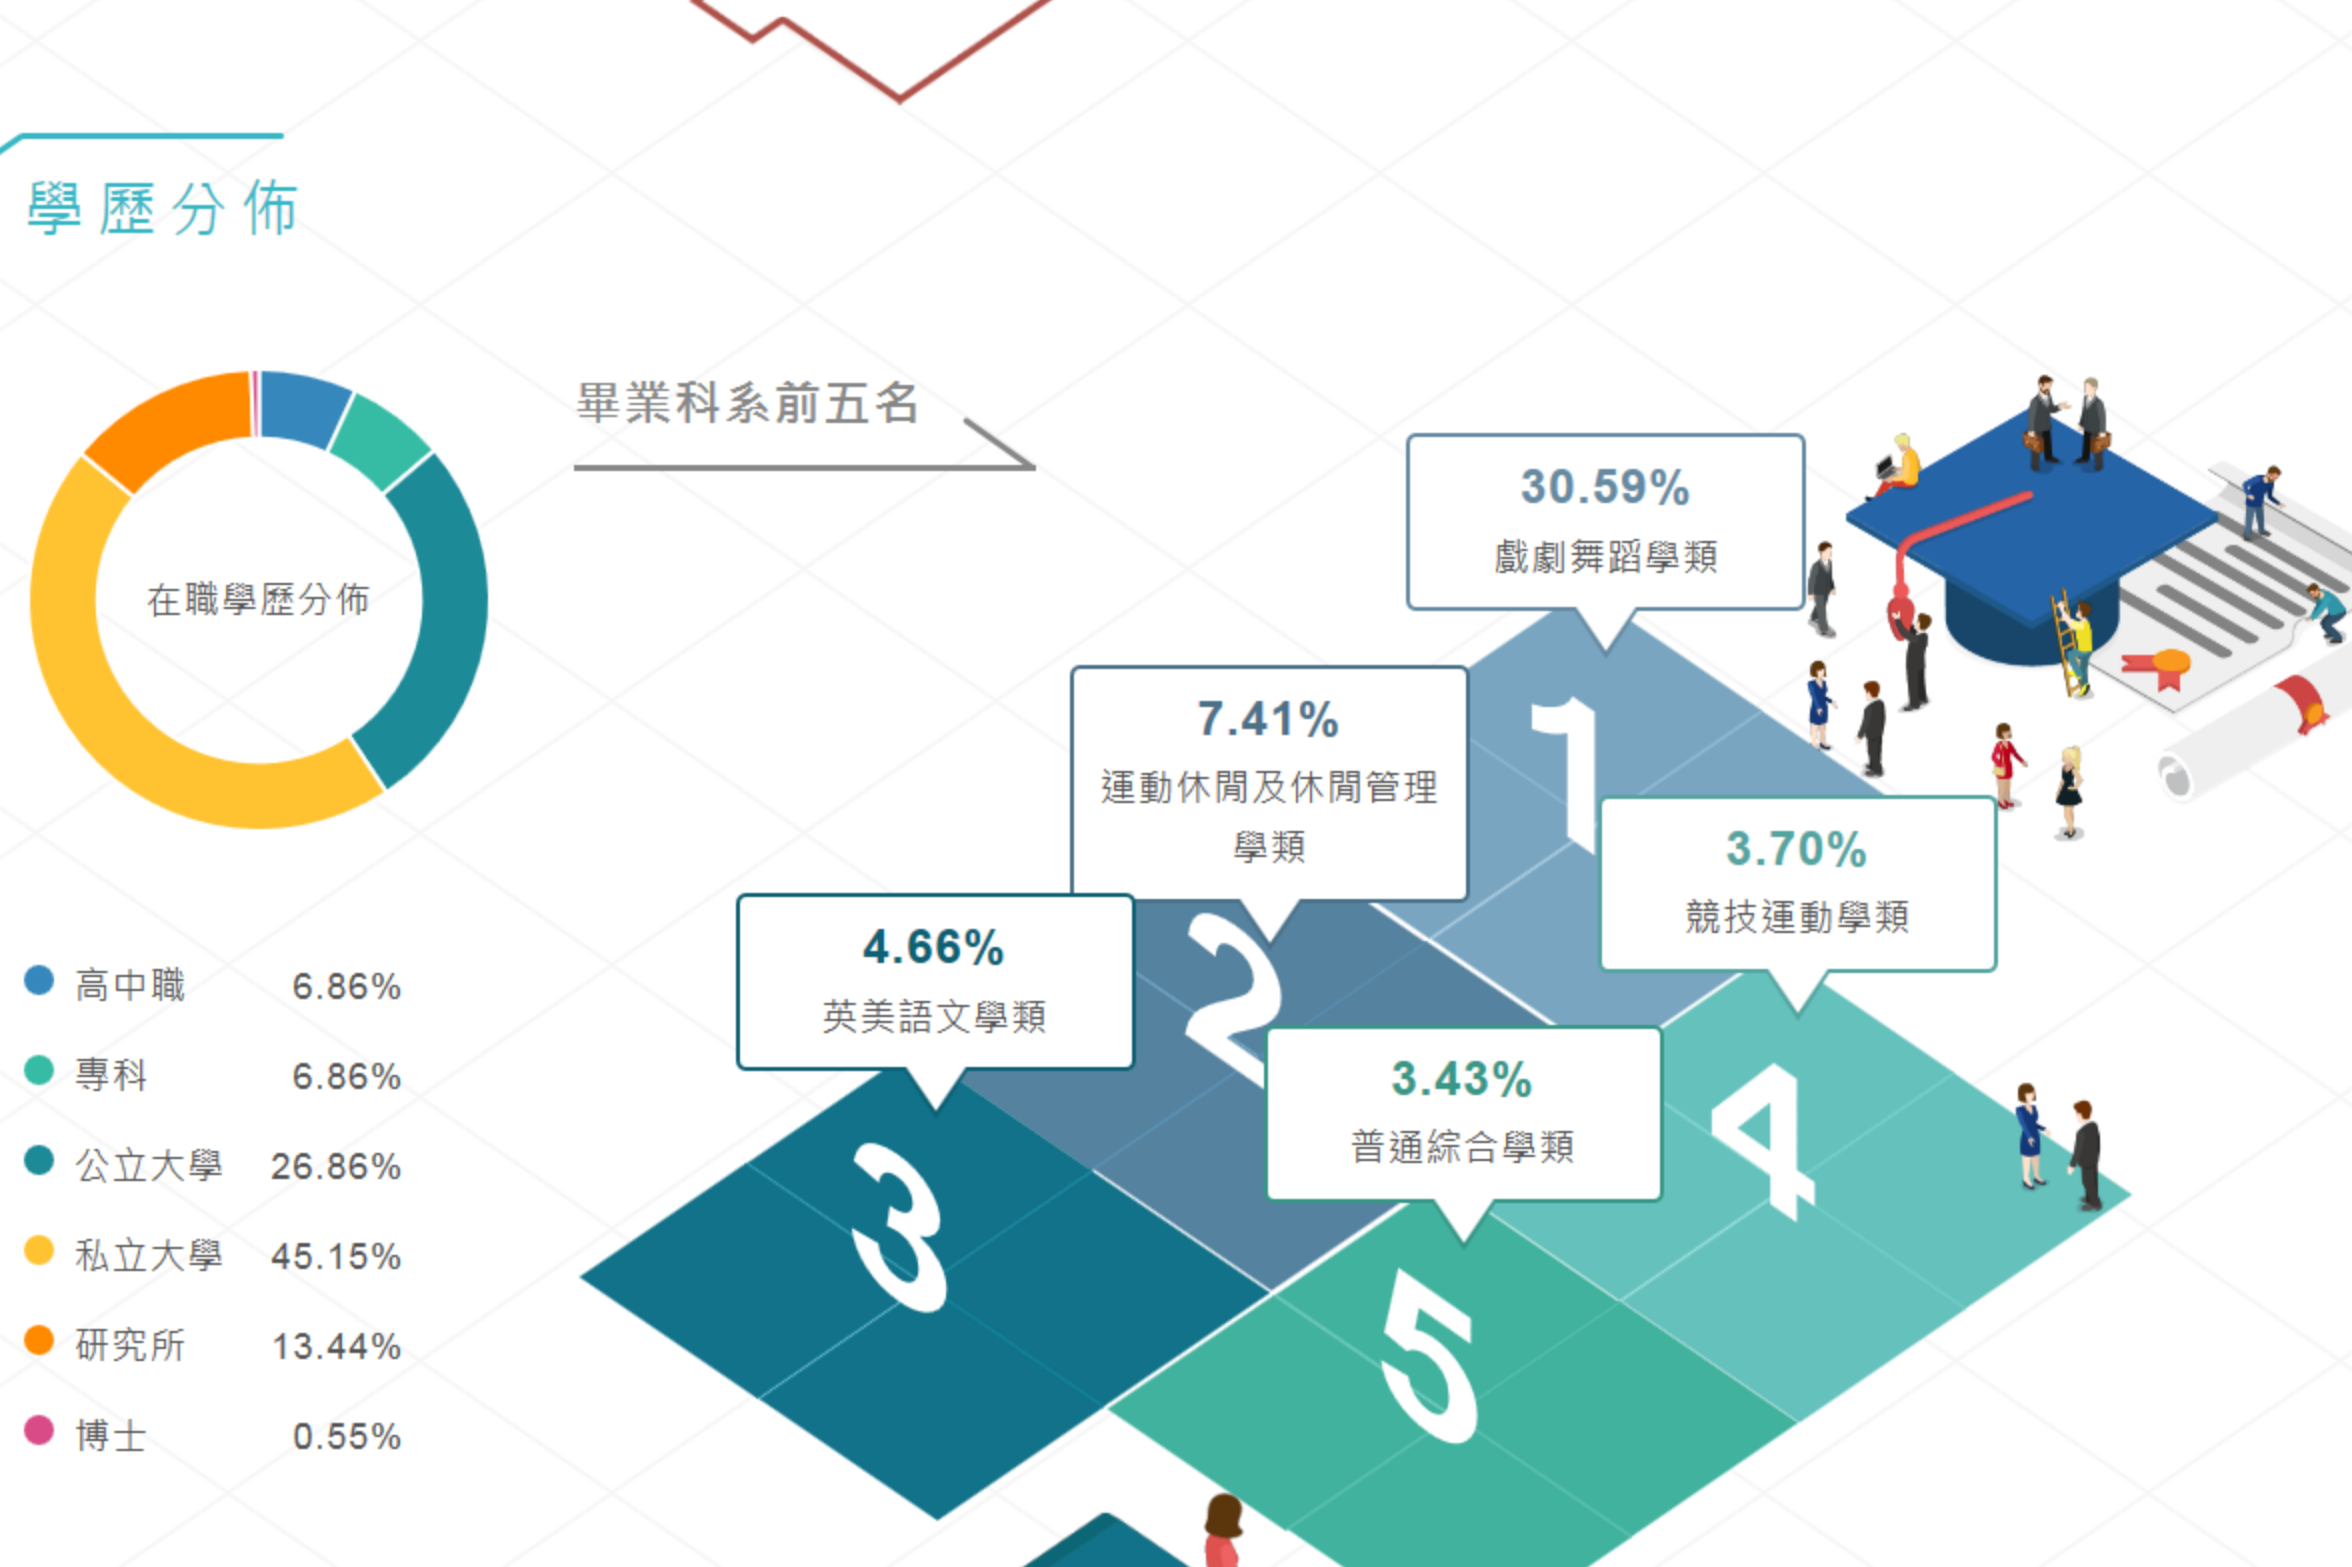 學歷分佈
在職學歷分佈
高中職 6.86%
專科 6.86%
公立大學 26.86%
私立大學 45.15%
研究所 13.44%
博士 0.55%
畢業科系前五名
30.59%
戲劇舞蹈學類
1
7.41%
運動休閒及休閒管理
學類
2
4.66%
英美語文學類
3
3.70%
競技運動學類
4
3.43%
普通綜合學類
5